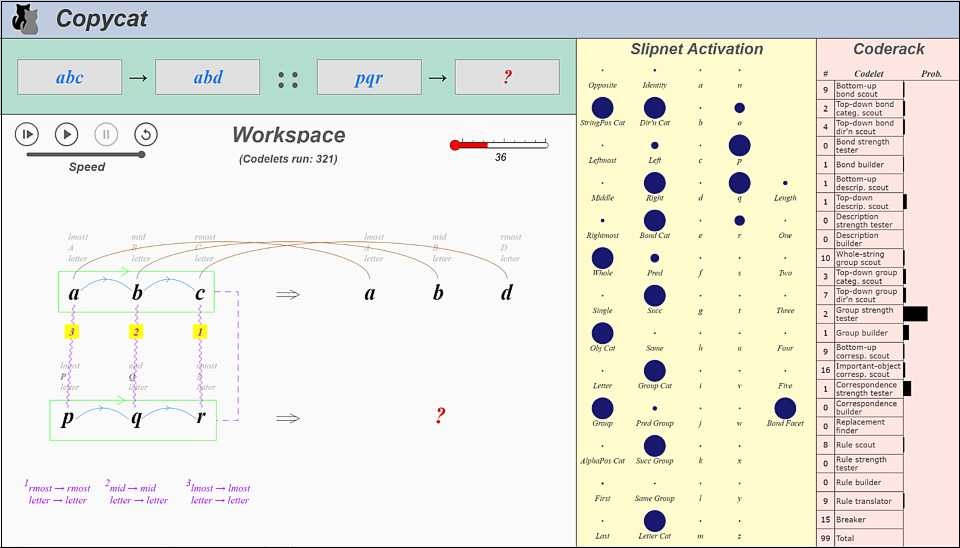 Copycat
abc → abd :: pqr → ?
Workspace
(Codelets run: 321)
Speed
36
lmost mid rmost lmost mid rmost
A B C A B D
letter letter letter letter letter letter
a b c ⇒ a b d
3 2 1
lmost mid rmost
P Q
letter letter letter
p q r ⇒ ?
1 rmost → rmost 2 mid → mid 3 lmost → lmost
letter → letter letter → letter letter → letter
Slipnet Activation
Opposite Identity a n
StringPos Cat Dir'n Cat b o
Leftmost Left c p
Middle Right d q Length
Rightmost Bond Cat e r One
Whole Pred f s Two
Single Succ g t Three
Obj Cat Same h u Four
Letter Group Cat i v Five
Group Pred Group j w Bond Facet
AlphaPos Cat Succ Group k x
First Same Group l y
Last Letter Cat m z
Coderack
# Codelet Prob.
9 Bottom-up
bond scout
2 Top-down bond
categ. scout
4 Top-down bond
dir'n scout
0 Bond strength
tester
1 Bond builder
1 Bottom-up
descrip. scout
1 Top-down
descrip. scout
0 Description
strength tester
0 Description
builder
10 Whole-string
group scout
3 Top-down group
categ. scout
7 Top-down group
dir'n scout
2 Group strength
tester
1 Group builder
9 Bottom-up
corresp. scout
16 Important-object
corresp. scout
1 Correspondence
strength tester
0 Correspondence
builder
0 Replacement
finder
8 Rule scout
0 Rule strength
tester
0 Rule builder
9 Rule translator
15 Breaker
99 Total